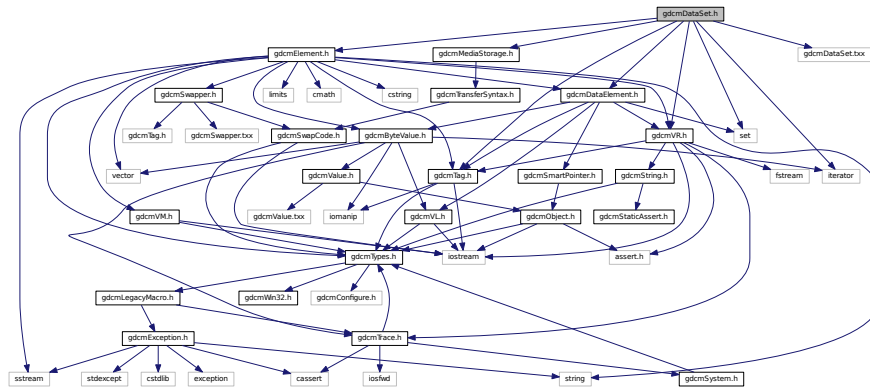 gdcmDataSet.h
gdcmElement.h
gdcmMediaStorage.h
gdcmDataSet.txx
gdcmSwapper.h
limits
cmath
cstring
gdcmTransferSyntax.h
gdcmDataElement.h
gdcmTag.h
gdcmSwapper.txx
gdcmSwapCode.h
gdcmByteValue.h
gdcmVR.h
set
vector
gdcmValue.h
gdcmTag.h
gdcmSmartPointer.h
gdcmString.h
fstream
iterator
gdcmVM.h
gdcmValue.txx
iomanip
gdcmVL.h
gdcmObject.h
gdcmStaticAssert.h
gdcmTypes.h
iostream
assert.h
gdcmLegacyMacro.h
gdcmWin32.h
gdcmConfigure.h
gdcmException.h
gdcmTrace.h
sstream
stdexcept
cstdlib
exception
cassert
iosfwd
string
gdcmSystem.h